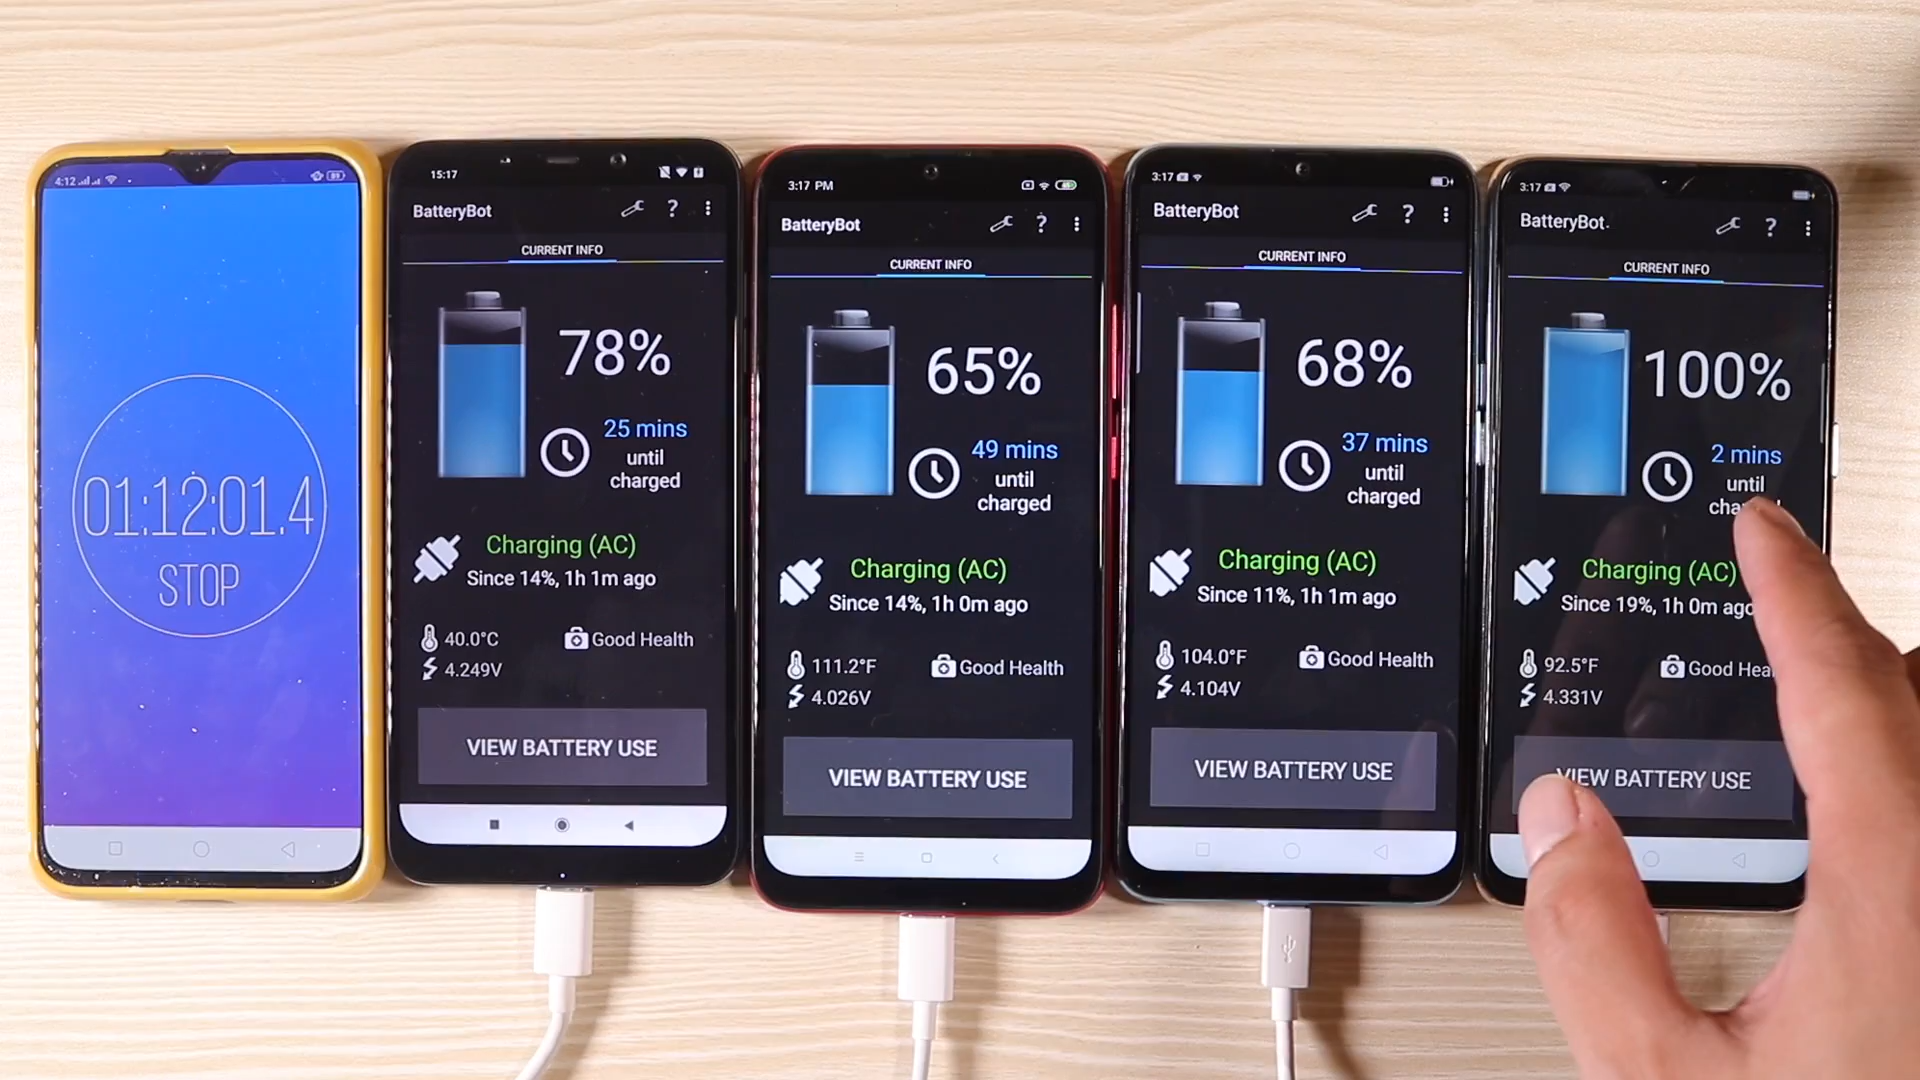 4:12
89
01:12:01.4
STOP
15:17
BatteryBot
?
CURRENT INFO
78%
25 mins
until
charged
Charging (AC)
Since 14%, 1h 1m ago
40.0°C
Good Health
4.249V
VIEW BATTERY USE
3:17 PM
BatteryBot
?
CURRENT INFO
65%
49 mins
until
charged
Charging (AC)
Since 14%, 1h 0m ago
111.2°F
Good Health
4.026V
VIEW BATTERY USE
3:17
BatteryBot
?
CURRENT INFO
68%
37 mins
until
charged
Charging (AC)
Since 11%, 1h 1m ago
104.0°F
Good Health
4.104V
VIEW BATTERY USE
3:17
BatteryBot
?
CURRENT INFO
100%
2 mins
until
Charging (AC)
Since 19%, 1h 0m ago
92.5°F
Good
4.331V
VIEW BATTERY USE